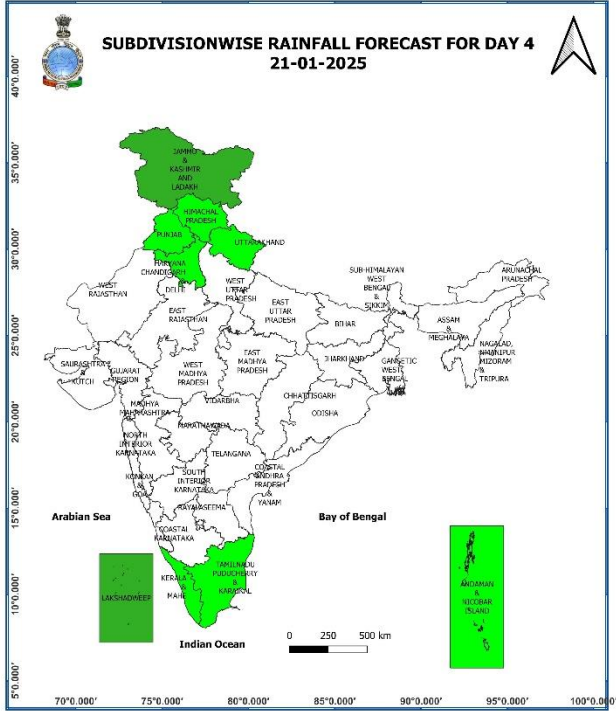 SUBDIVISIONWISE RAINFALL FORECAST FOR DAY 4
21-01-2025
40°0.000'
35°0.000'
30°0.000'
25°0.000'
20°0.000'
15°0.000'
10°0.000'
5°0.000'
JAMMO
&
KASHMIR
AND
LADAKH
HIMACHAL
PRADESH
PUNJAB
UTTARAKHAND
HARYANA
CHANDIGARH
DELHI
WEST
RAJASTHAN
WEST
UTTAR
PRADESH
EAST
RAJASTHAN
EAST
UTTAR
PRADESH
SUB-HIMALAYAN
WEST
BENGAL
&
SIKKIM
ARUNACHAL
PRADESH
ASSAM
&
MEGHALAYA
BIHAR
NAGALAD,
MANIPUR
MIZORAM
&
TRIPURA
SAURASHTRA
&
KUTCH
GUJARAT
REGION
WEST
MADHYA
PRADESH
EAST
MADHYA
PRADESH
JHARKHAND
GANGETIC
WEST
BENGAL
MADHYA
MAHARASHTRA
VIDARBHA
CHHATTISGARH
ODISHA
MARATHAWADA
NORTH
INTERIOR
KARNATAKA
TELANGANA
KONKAN
&
GOA
SOUTH
INTERIOR
KARNATAKA
COASTAL
ANDHRA
PRADESH
&
YANAM
RAYALASEEMA
COASTAL
KARNATAKA
Arabian Sea
Bay of Bengal
LAKSHADWEEP
KERALA
&
MAHE
TAMILNADU
PUDUCHERRY
&
KARAIKAL
ANDAMAN
&
NICOBAR
ISLAND
Indian Ocean
0 250 500 km
70°0.000' 75°0.000' 80°0.000' 85°0.000' 90°0.000' 95°0.000' 100°0.000'